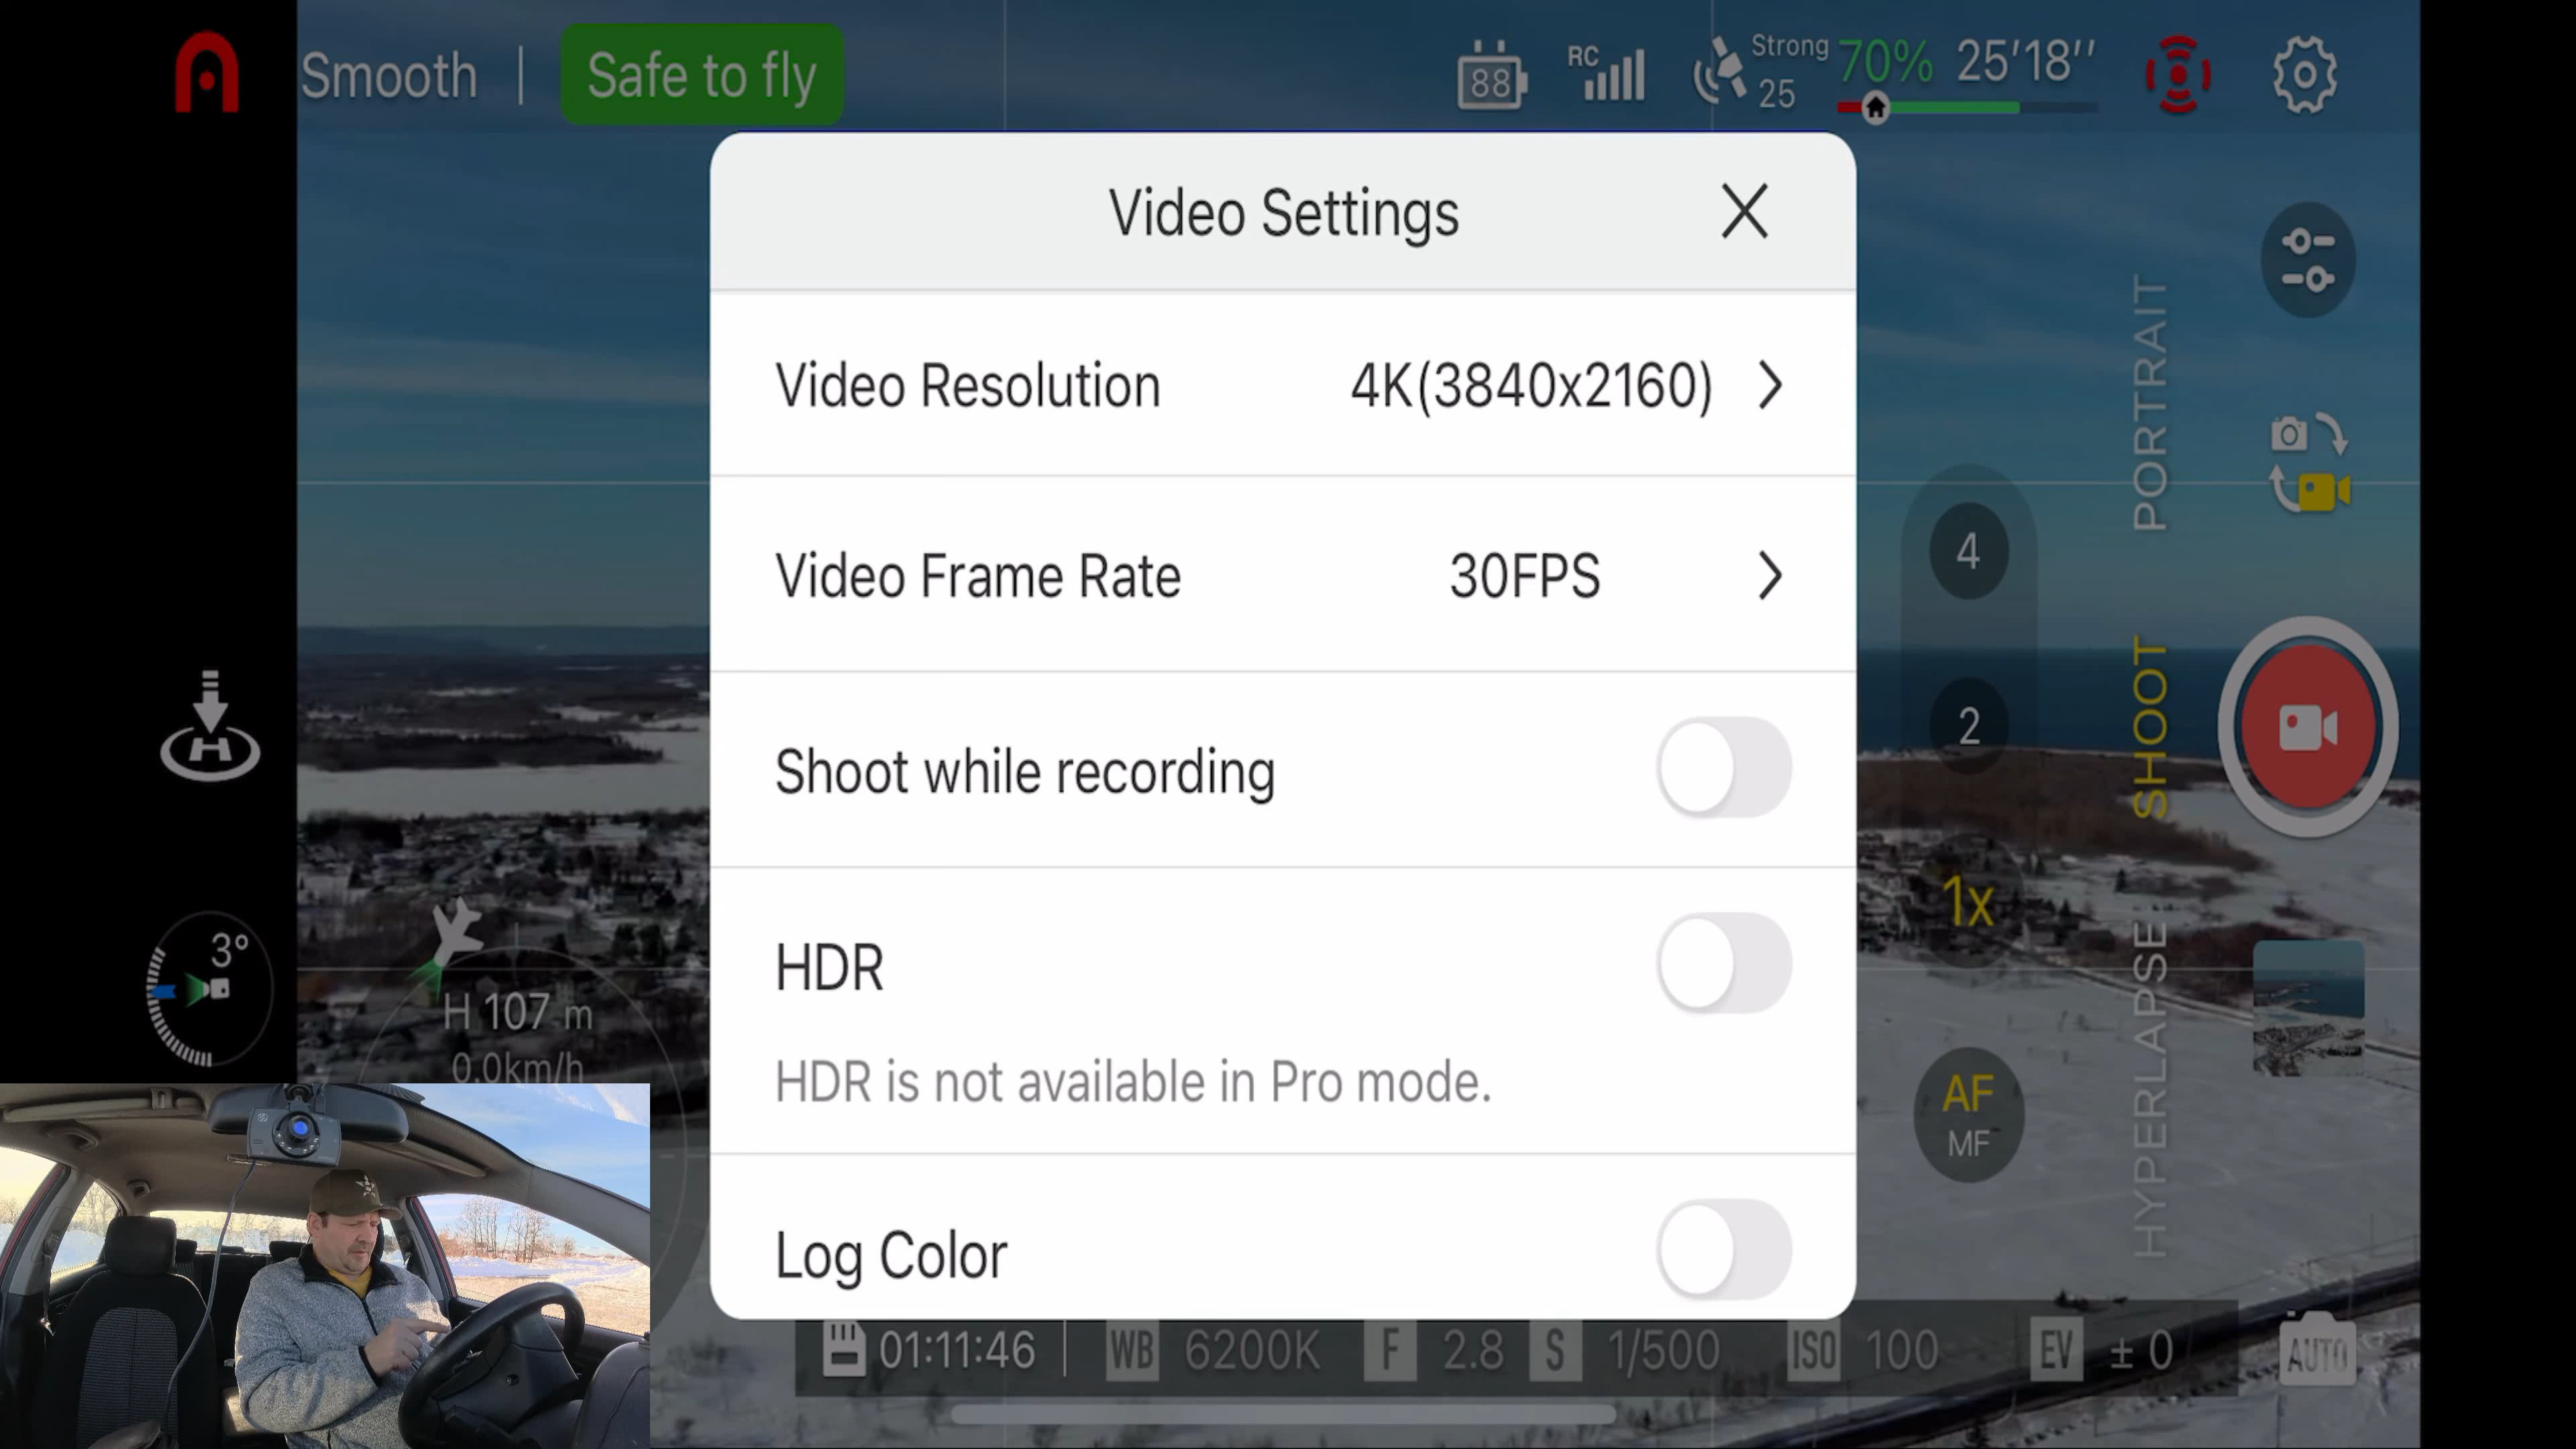 Smooth | Safe to fly
88
RC
Strong
25
70% 25'18''
Video Settings
Video Resolution 4K(3840x2160)
Video Frame Rate 30FPS
Shoot while recording
HDR
HDR is not available in Pro mode.
Log Color
PORTRAIT
SHOOT
HYPERLAPSE
4
2
1x
AF
MF
3°
H 107 m
0.0km/h
01:11:46 | WB 6200K F 2.8 S 1/500 ISO 100 EV ± 0
AUTO